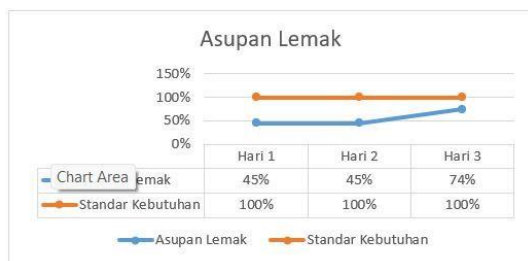 Asupan Lemak
150%
100%
50%
0%
Hari 1 Hari 2 Hari 3
Chart Area emak 45% 45% 74%
Standar Kebutuhan 100% 100% 100%
Asupan Lemak Standar Kebutuhan